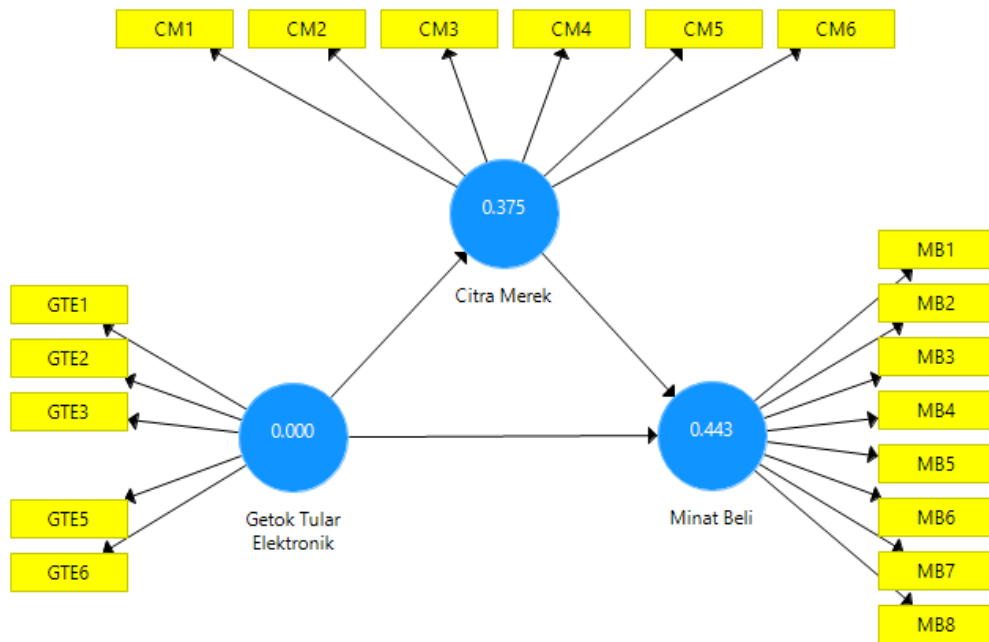 CM1 CM2 CM3 CM4 CM5 CM6
0.375
Citra Merek
GTE1
GTE2
GTE3
GTE5
GTE6
0.000
Getok Tular
Elektronik
0.443
Minat Beli
MB1
MB2
MB3
MB4
MB5
MB6
MB7
MB8